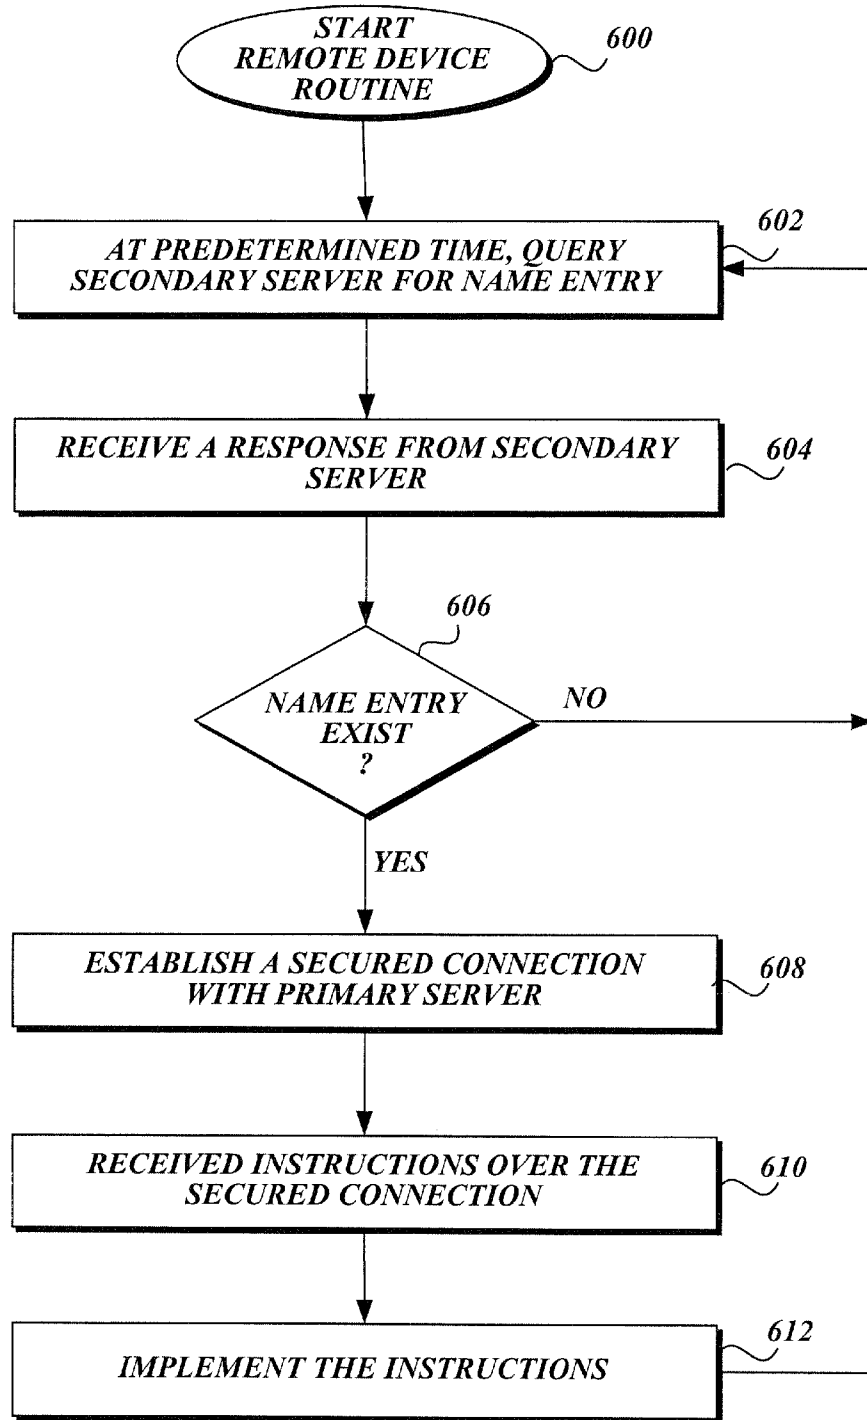 START
REMOTE DEVICE
ROUTINE
600
AT PREDETERMINED TIME, QUERY
SECONDARY SERVER FOR NAME ENTRY
602
RECEIVE A RESPONSE FROM SECONDARY
SERVER
604
606
NAME ENTRY
EXIST
?
NO
YES
ESTABLISH A SECURED CONNECTION
WITH PRIMARY SERVER
608
RECEIVED INSTRUCTIONS OVER THE
SECURED CONNECTION
610
IMPLEMENT THE INSTRUCTIONS
612